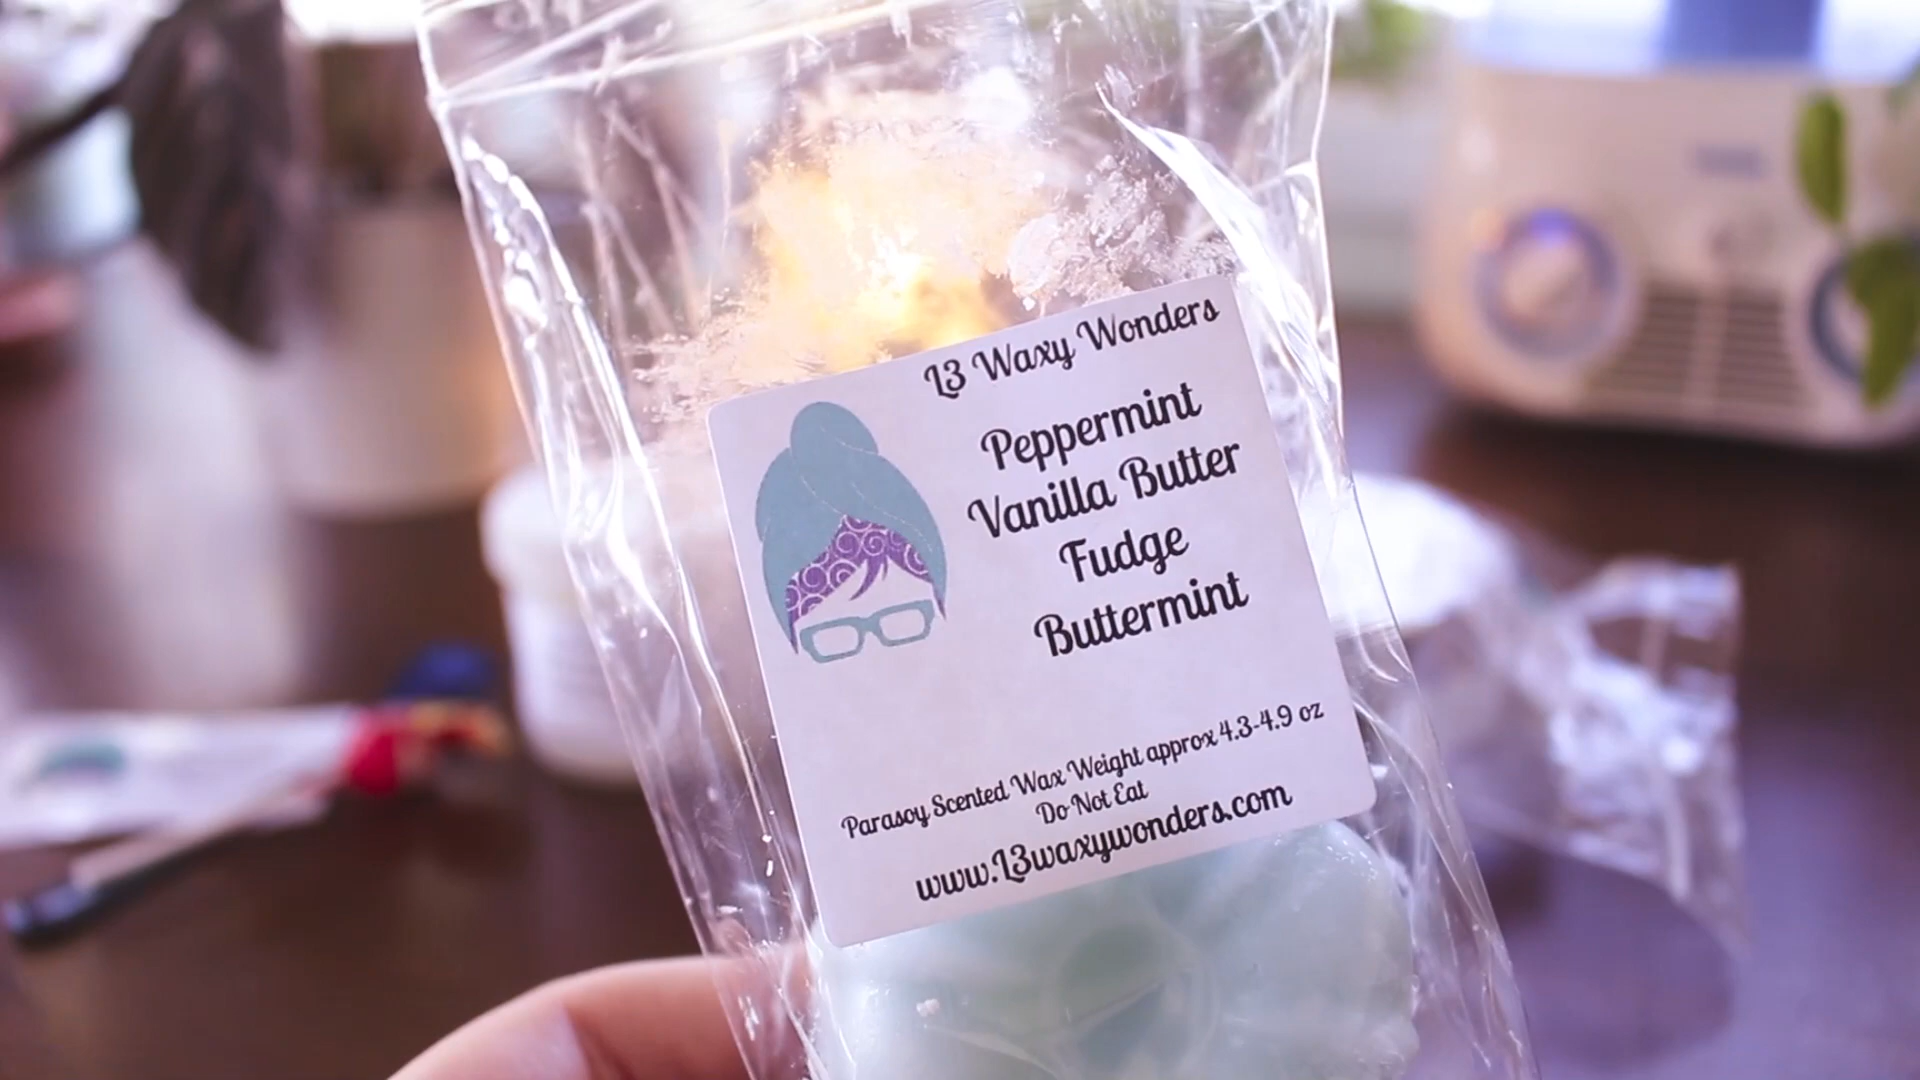 L3 Waxy Wonders
Peppermint
Vanilla Butter
Fudge
Buttermint
Parasoy Scented Wax Weight approx 4.3-4.9 oz
Do Not Eat
www.L3waxywonders.com